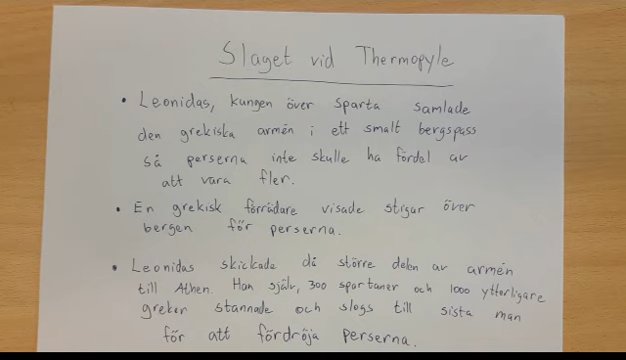 Slaget vid Thermopyle
• Leonidas, kungen över sparta samlade
den grekiska armén i ett smalt bergspass
så perserna inte skulle ha fördel av
att vara fler.
• En grekisk förrädare visade stigar över
bergen för perserna.
• Leonidas skickade då större delen av armén
till Athen. Han själv, 300 spartaner och 1000 ytterligare
greker stannade och slogs till sista man
för att fördröja perserna.